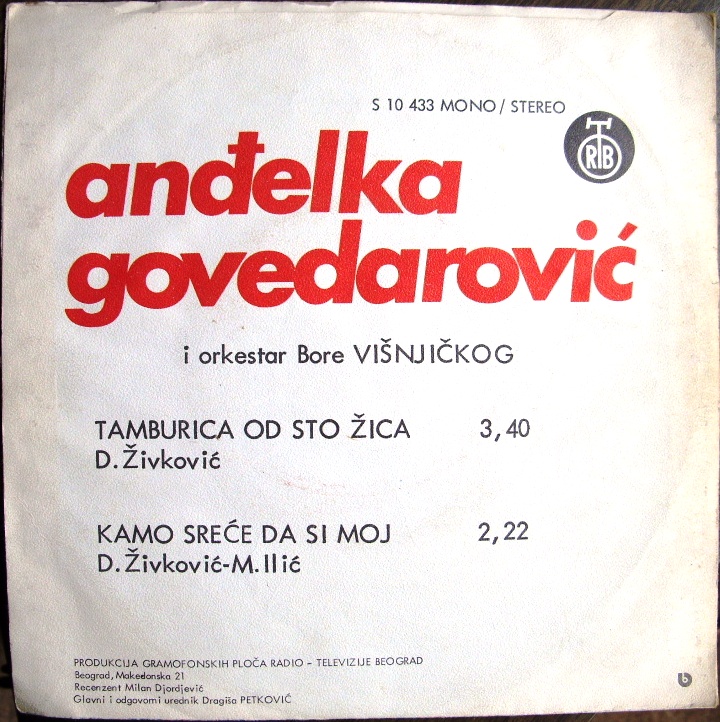 S 10 433 MONO / STEREO
RTB
anđelka
govedarović
i orkestar Bore VIŠNJIČKOG
TAMBURICA OD STO ŽICA 3,40
D. Živković
KAMO SREĆE DA SI MOJ 2,22
D. Živković-M. Ilić
PRODUKCIJA GRAMOFONSKIH PLOČA RADIO - TELEVIZIJE BEOGRAD
Beograd, Makedonska 21
Recenzent Milan Djordjević
Glavni i odgovorni urednik Dragiša PETKOVIĆ
b